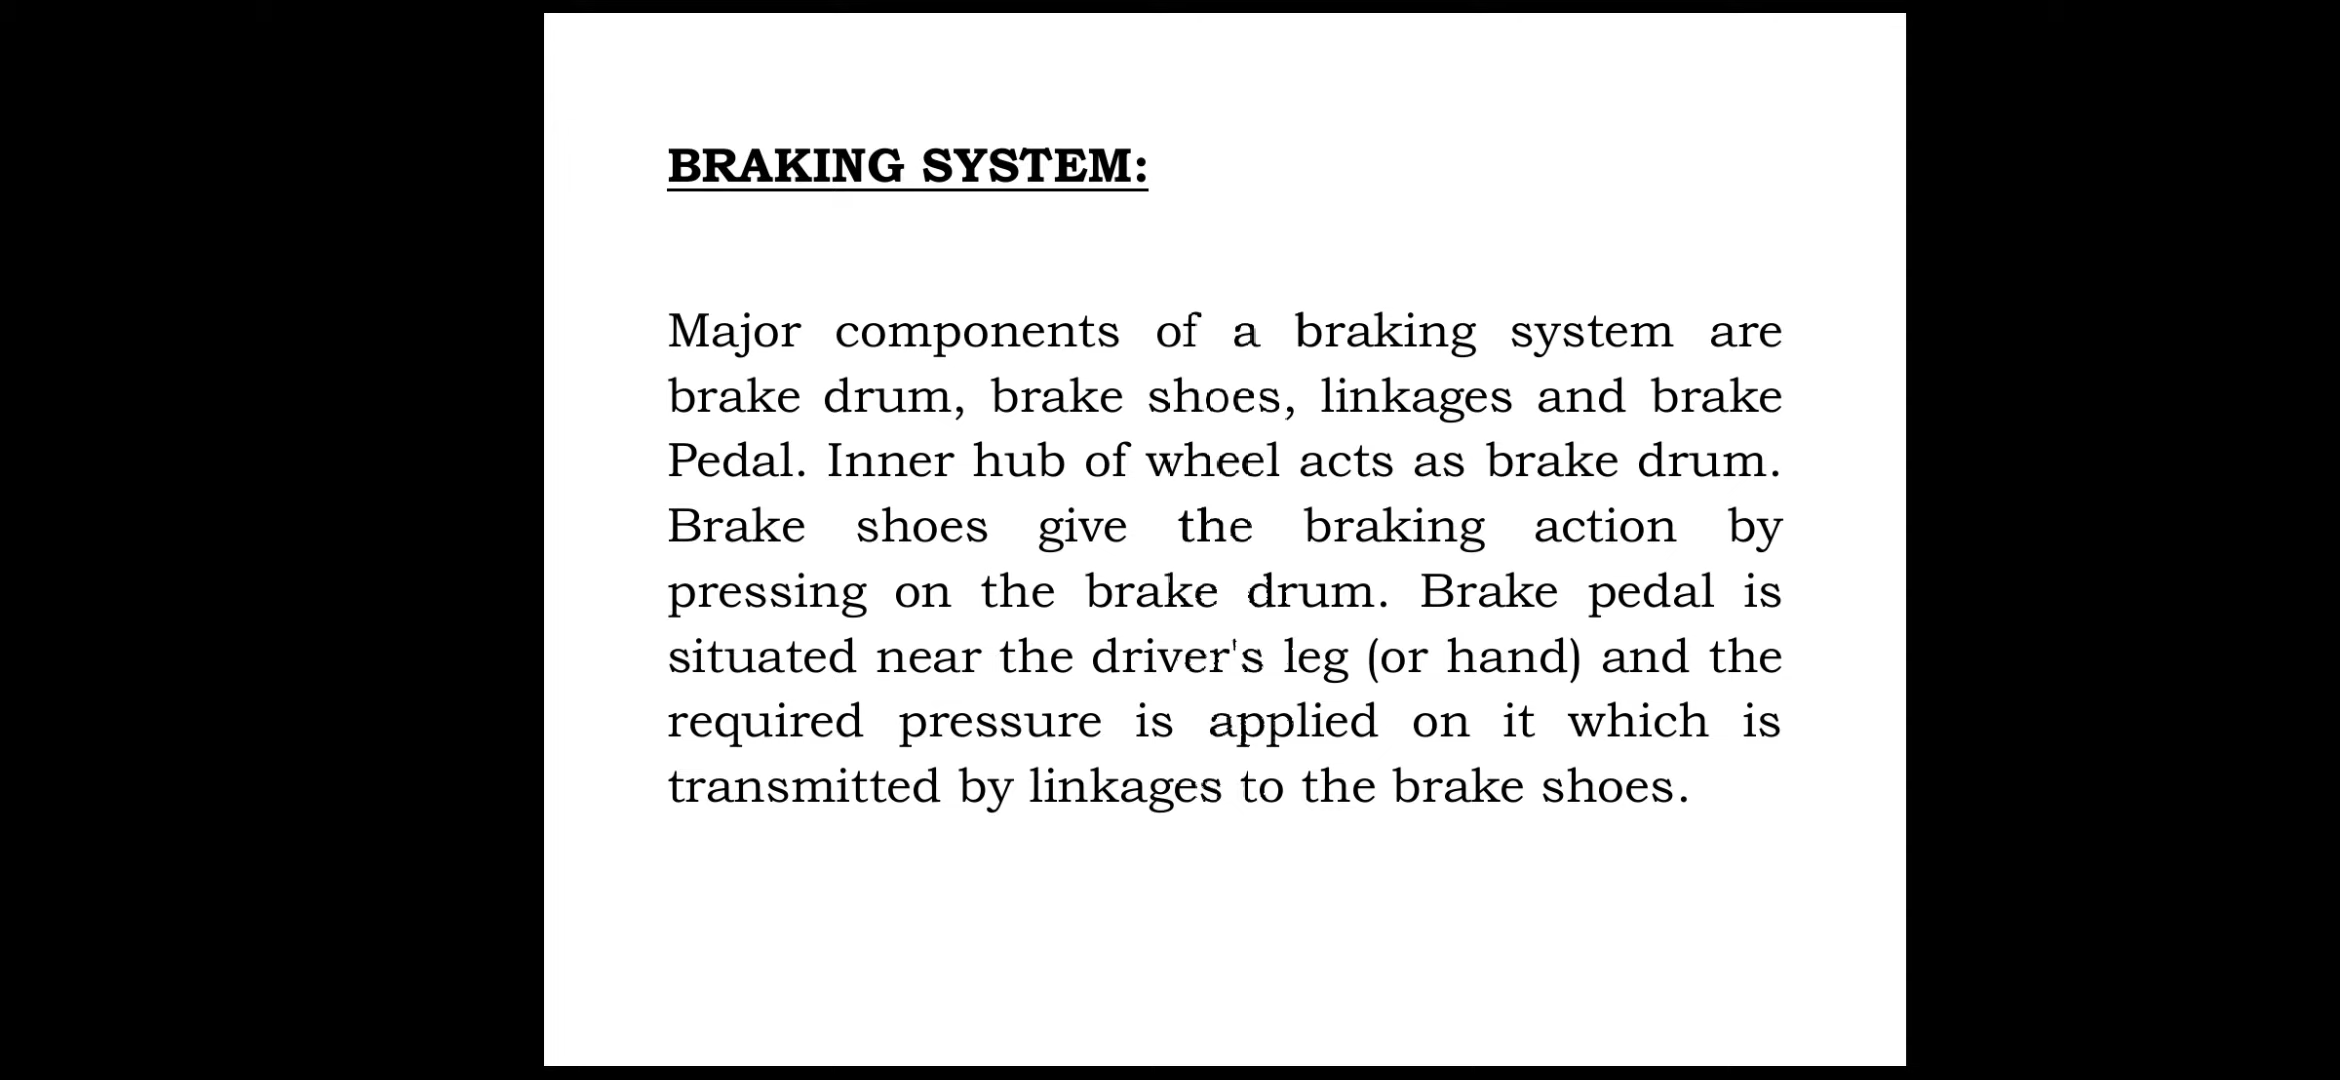 BRAKING SYSTEM:
Major components of a braking system are
brake drum, brake shoes, linkages and brake
Pedal. Inner hub of wheel acts as brake drum.
Brake shoes give the braking action by
pressing on the brake drum. Brake pedal is
situated near the driver's leg (or hand) and the
required pressure is applied on it which is
transmitted by linkages to the brake shoes.